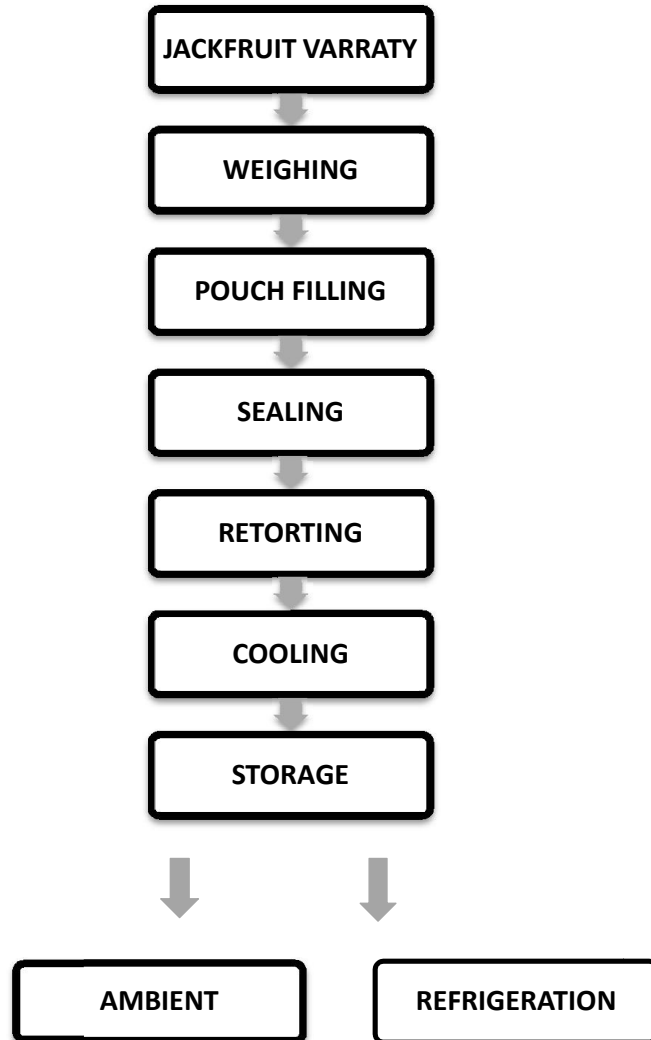 JACKFRUIT VARRATY
WEIGHING
POUCH FILLING
SEALING
RETORTING
COOLING
STORAGE
AMBIENT
REFRIGERATION